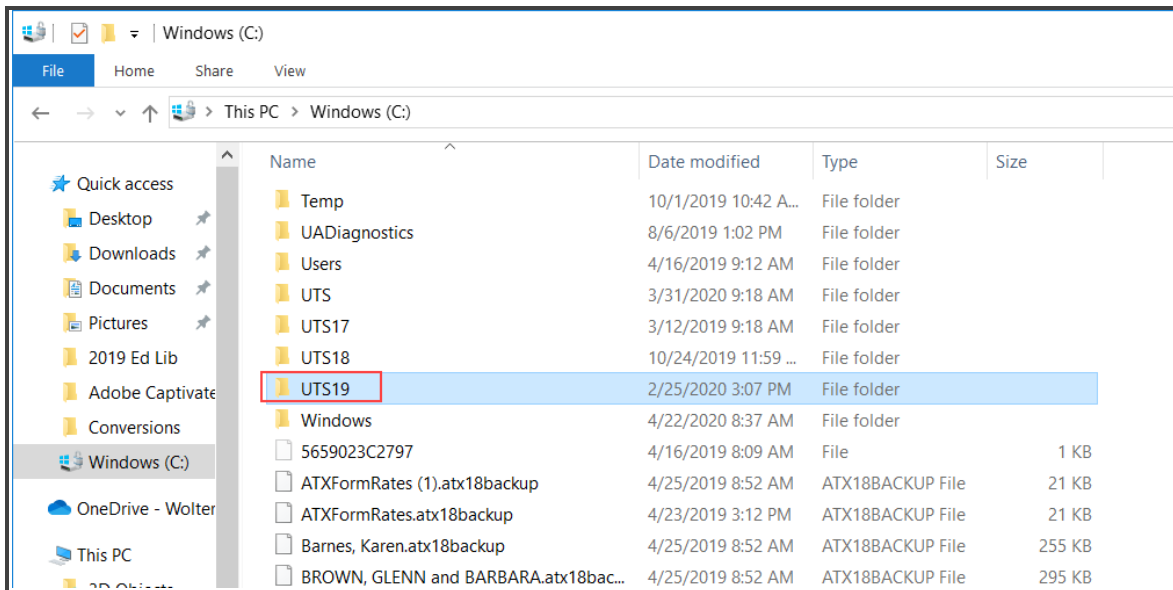 Windows (C:)
File Home Share View
This PC > Windows (C:)
Name Date modified Type Size
Quick access
Desktop
Downloads
Documents
Pictures
2019 Ed Lib
Adobe Captivate
Conversions
Windows (C:)
OneDrive - Wolter
This PC
3D Objects
Temp 10/1/2019 10:42 A... File folder
UADiagnostics 8/6/2019 1:02 PM File folder
Users 4/16/2019 9:12 AM File folder
UTS 3/31/2020 9:18 AM File folder
UTS17 3/12/2019 9:18 AM File folder
UTS18 10/24/2019 11:59 ... File folder
UTS19 2/25/2020 3:07 PM File folder
Windows 4/22/2020 8:37 AM File folder
5659023C2797 4/16/2019 8:09 AM File 1 KB
ATXFormRates (1).atx18backup 4/25/2019 8:52 AM ATX18BACKUP File 21 KB
ATXFormRates.atx18backup 4/23/2019 3:12 PM ATX18BACKUP File 21 KB
Barnes, Karen.atx18backup 4/25/2019 8:52 AM ATX18BACKUP File 255 KB
BROWN, GLENN and BARBARA.atx18bac... 4/25/2019 8:52 AM ATX18BACKUP File 295 KB